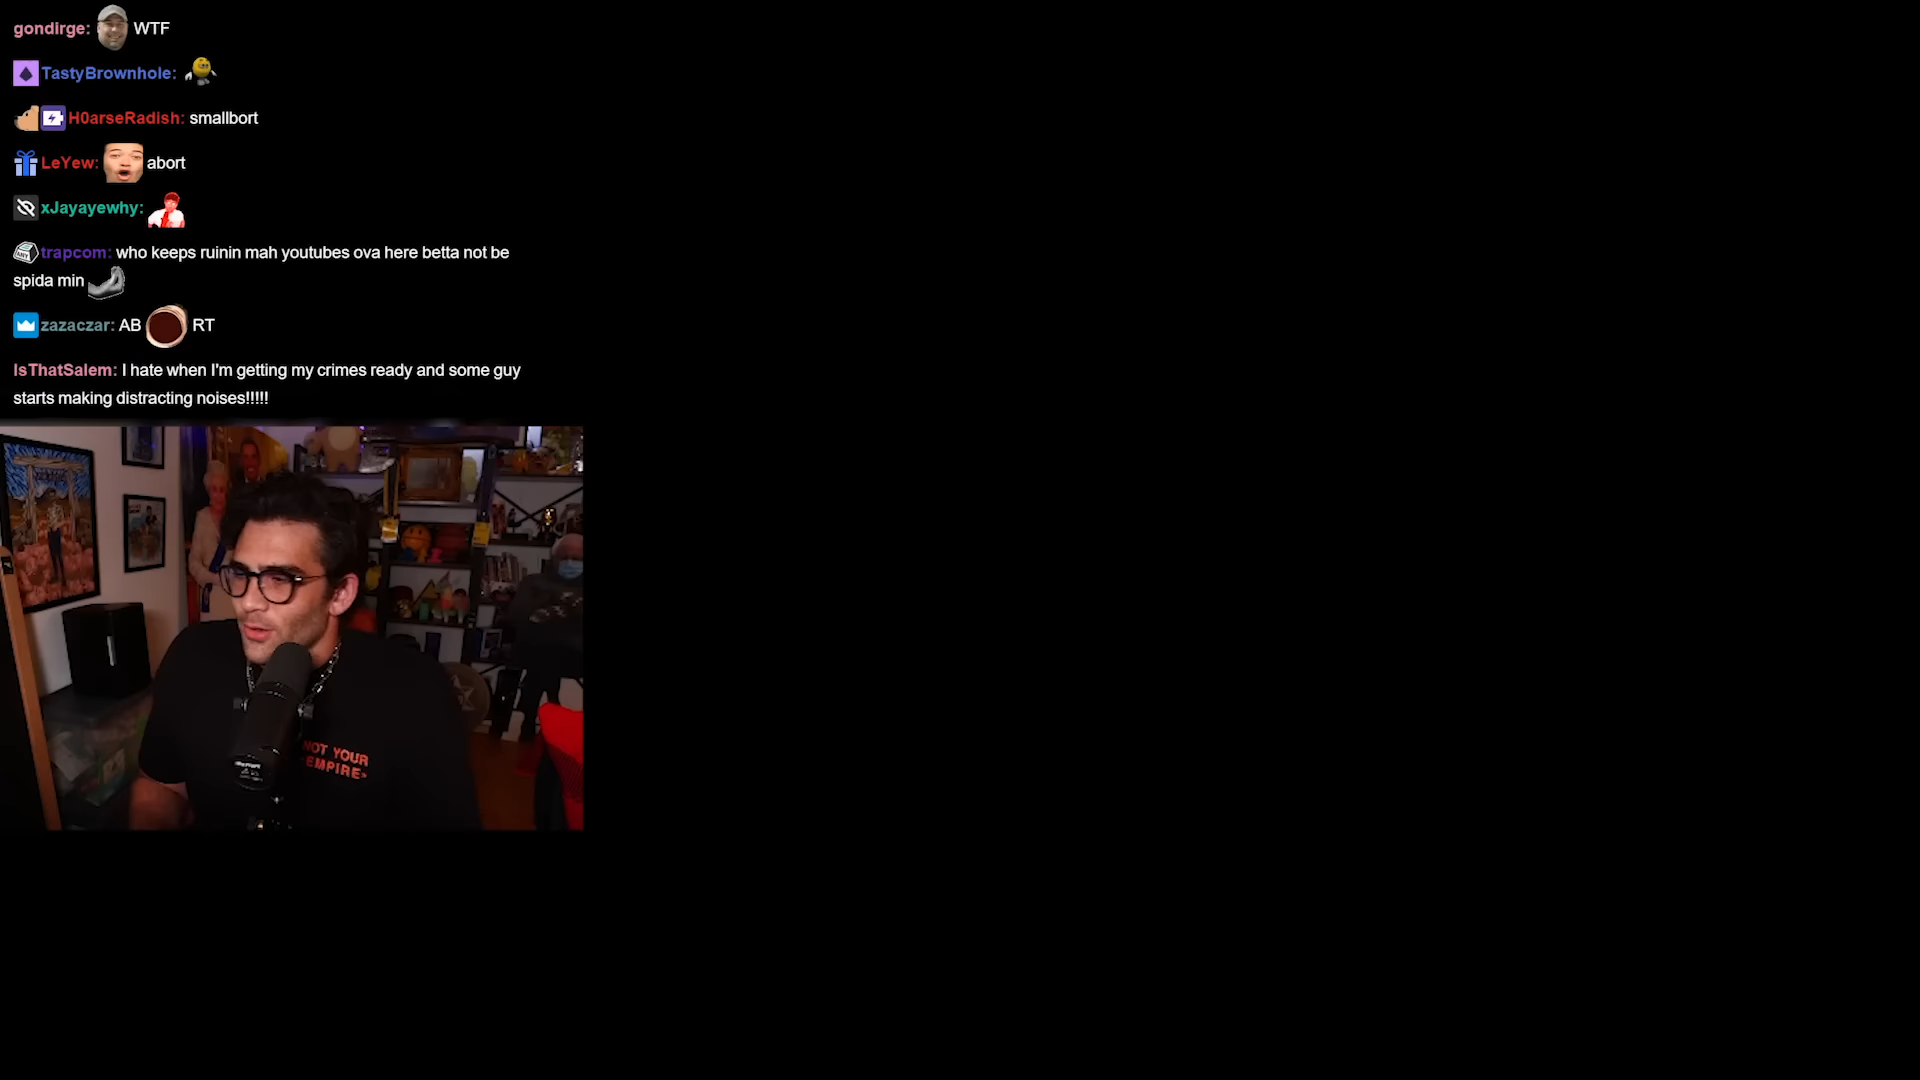 gondirge: WTF
TastyBrownhole:
H0arseRadish: smallbort
LeYew: abort
xJayayewhy:
trapcom: who keeps ruinin mah youtubes ova here betta not be
spida min
zazaczar: AB RT
IsThatSalem: I hate when I'm getting my crimes ready and some guy
starts making distracting noises!!!!!
NOT YOUR
EMPIRE>